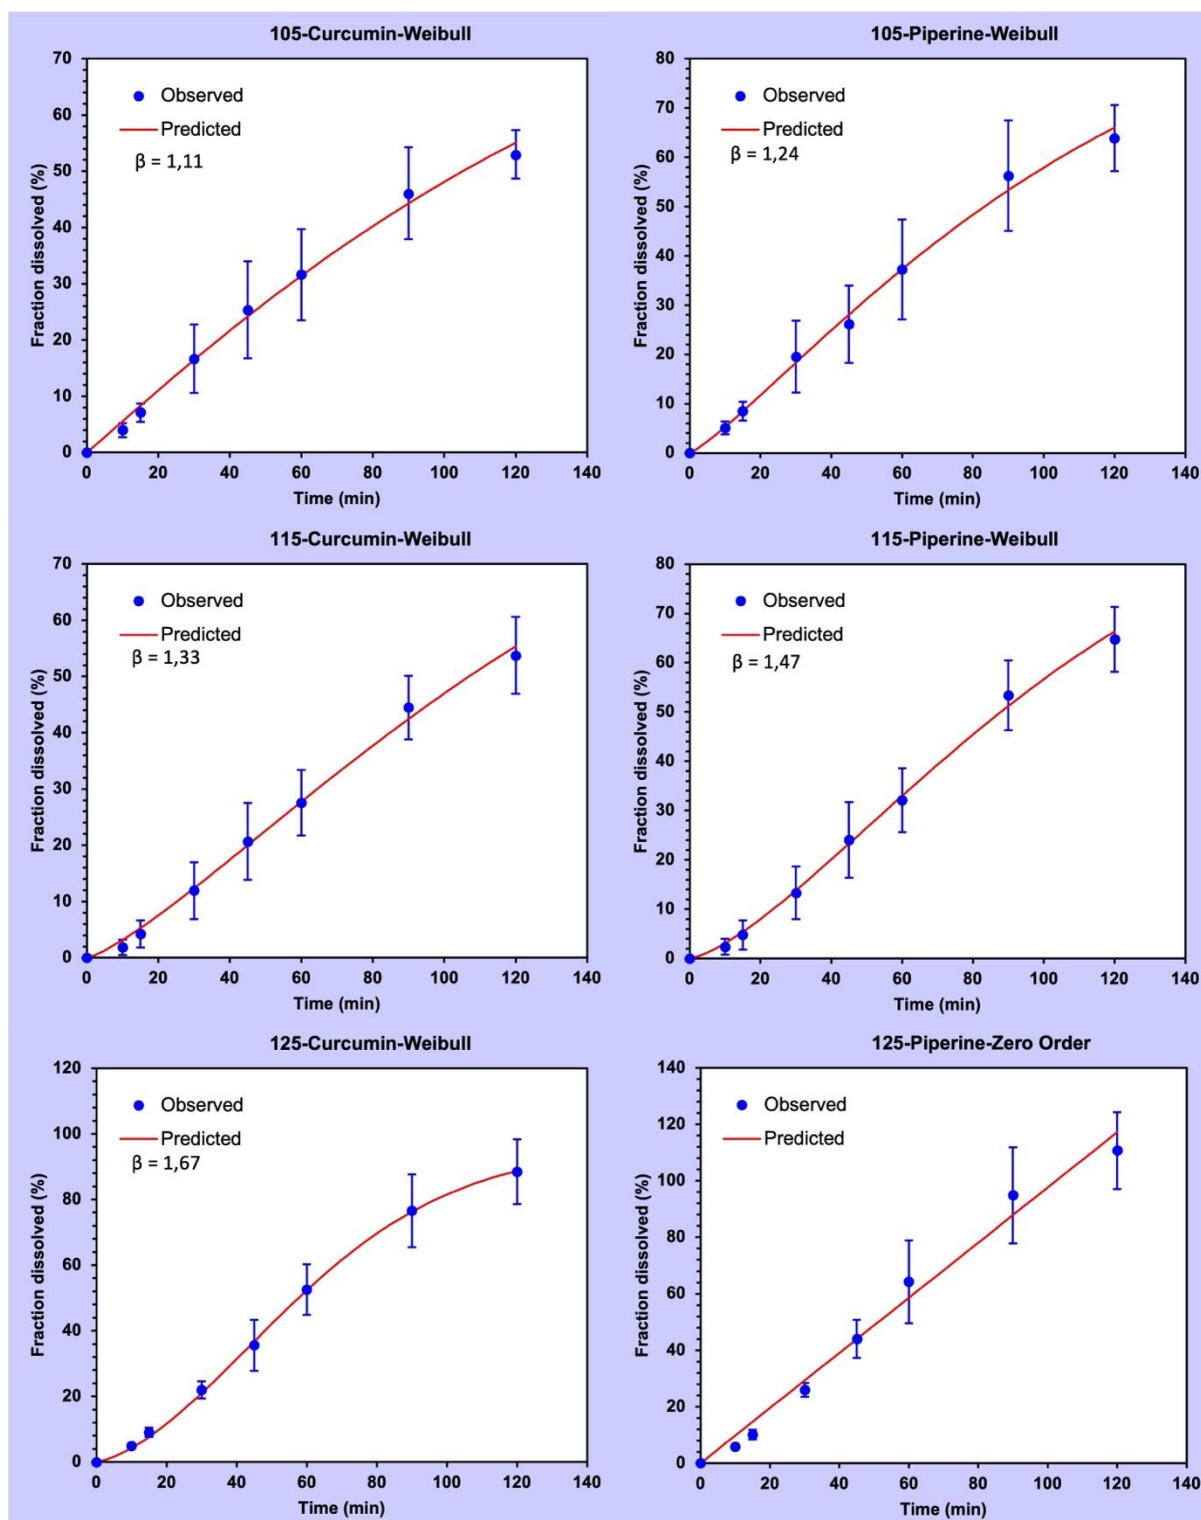 105-Curcumin-Weibull
70
60
50
40
30
20
10
0
Fraction dissolved (%)
Observed
Predicted
β = 1,11
0 20 40 60 80 100 120 140
Time (min)
105-Piperine-Weibull
80
70
60
50
40
30
20
10
0
Fraction dissolved (%)
Observed
Predicted
β = 1,24
0 20 40 60 80 100 120 140
Time (min)
115-Curcumin-Weibull
70
60
50
40
30
20
10
0
Fraction dissolved (%)
Observed
Predicted
β = 1,33
0 20 40 60 80 100 120 140
Time (min)
115-Piperine-Weibull
80
70
60
50
40
30
20
10
0
Fraction dissolved (%)
Observed
Predicted
β = 1,47
0 20 40 60 80 100 120 140
Time (min)
125-Curcumin-Weibull
120
100
80
60
40
20
0
Fraction dissolved (%)
Observed
Predicted
β = 1,67
0 20 40 60 80 100 120 140
Time (min)
125-Piperine-Zero Order
140
120
100
80
60
40
20
0
Fraction dissolved (%)
Observed
Predicted
0 20 40 60 80 100 120 140
Time (min)